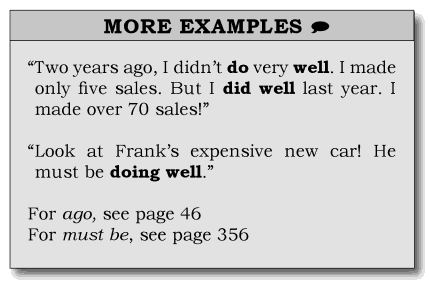 MORE EXAMPLES
“Two years ago, I didn’t do very well. I made
only five sales. But I did well last year. I
made over 70 sales!”
“Look at Frank’s expensive new car! He
must be doing well.”
For ago, see page 46
For must be, see page 356